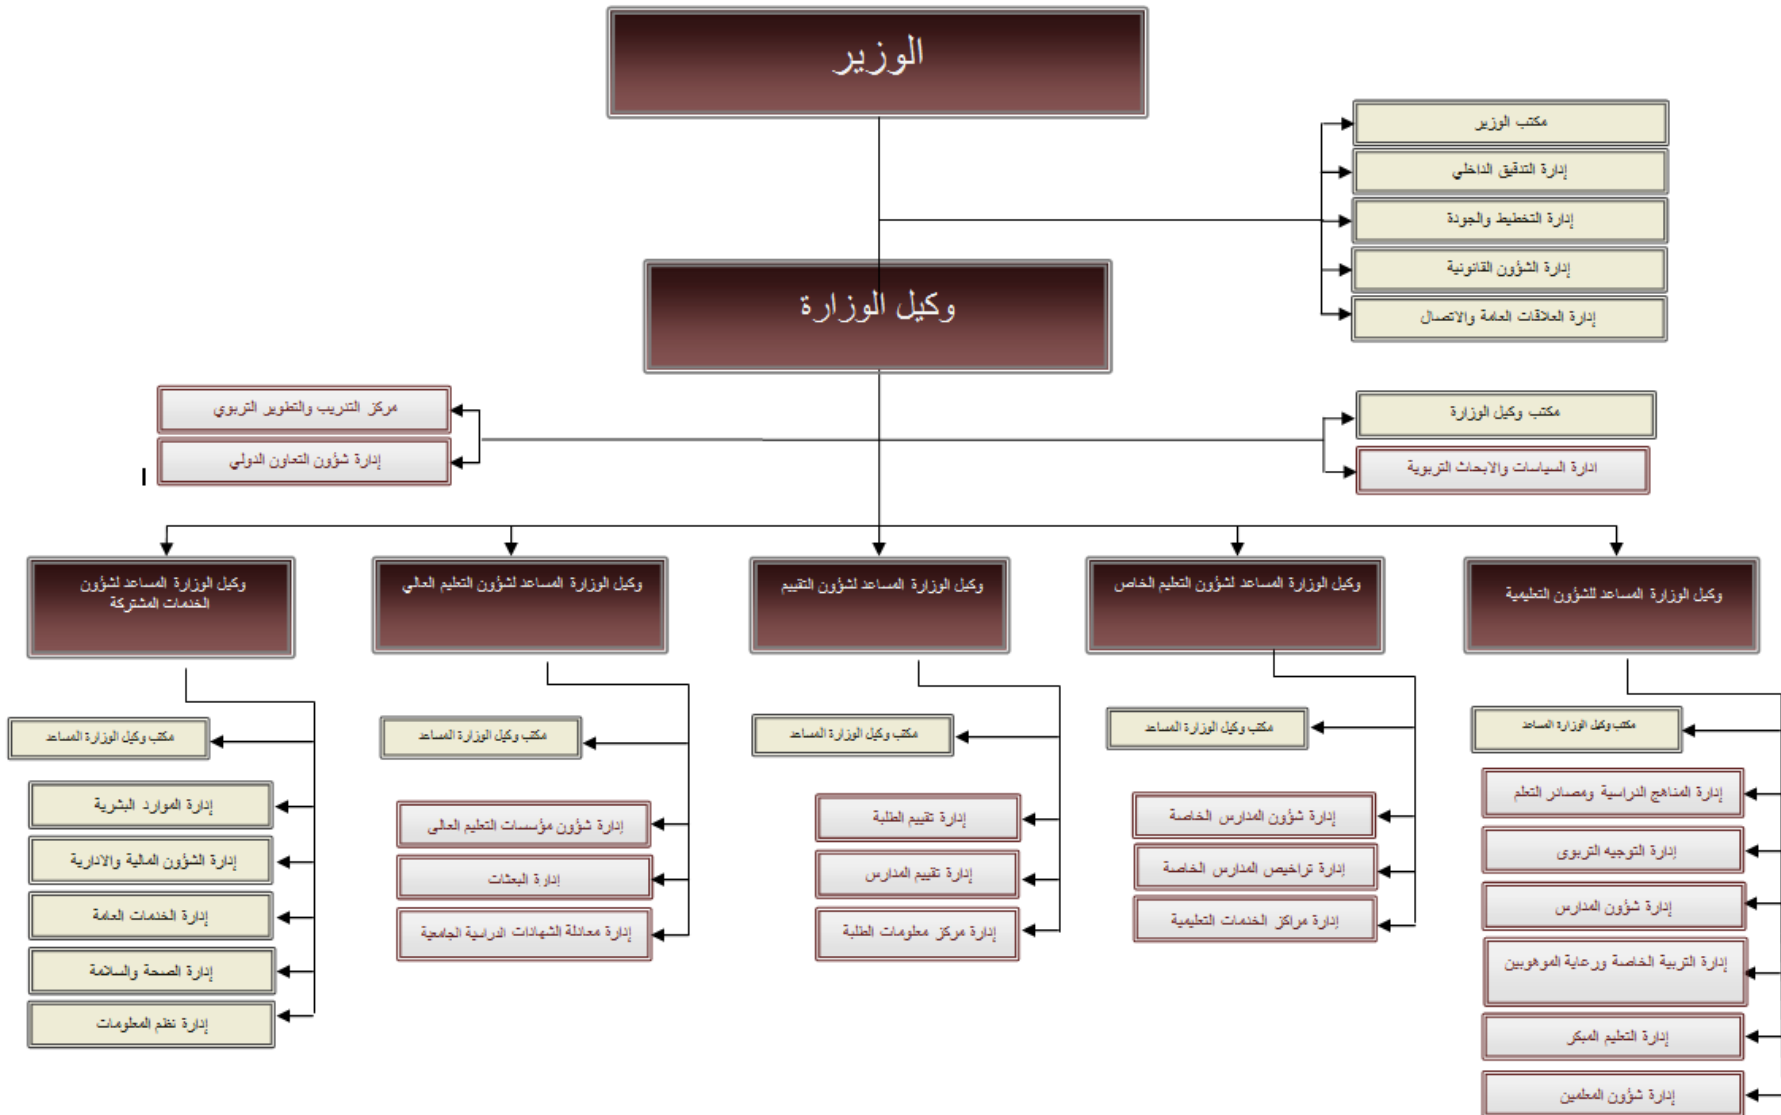 الوزير
مكتب الوزير
إدارة التدقيق الداخلي
إدارة التخطيط والجودة
إدارة الشؤون القانونية
إدارة العلاقات العامة والاتصال
وكيل الوزارة
مكتب وكيل الوزارة
ادارة السياسات والابحاث التربوية
مركز التدريب والتطوير التربوي
إدارة شؤون التعاون الدولي
وكيل الوزارة المساعد للشؤون التعليمية
مكتب وكيل الوزارة المساعد
إدارة المناهج الدراسية ومصادر التعلم
إدارة التوجيه التربوى
إدارة شؤون المدارس
إدارة التربية الخاصة ورعاية الموهوبين
إدارة التعليم المبكر
إدارة شؤون المعلمين
وكيل الوزارة المساعد لشؤون التعليم الخاص
مكتب وكيل الوزارة المساعد
إدارة شؤون المدارس الخاصة
إدارة تراخيص المدارس الخاصة
إدارة مراكز الخدمات التعليمية
وكيل الوزارة المساعد لشؤون التقييم
مكتب وكيل الوزارة المساعد
إدارة تقييم الطلبة
إدارة تقييم المدارس
إدارة مركز معلومات الطلبة
وكيل الوزارة المساعد لشؤون التعليم العالي
مكتب وكيل الوزارة المساعد
إدارة شؤون مؤسسات التعليم العالى
إدارة البعثات
إدارة معادلة الشهادات الدراسية الجامعية
وكيل الوزارة المساعد لشؤون
الخدمات المشتركة
مكتب وكيل الوزارة المساعد
إدارة الموارد البشرية
إدارة الشؤون المالية والادارية
إدارة الخدمات العامة
إدارة الصحة والسلامة
إدارة نظم المعلومات